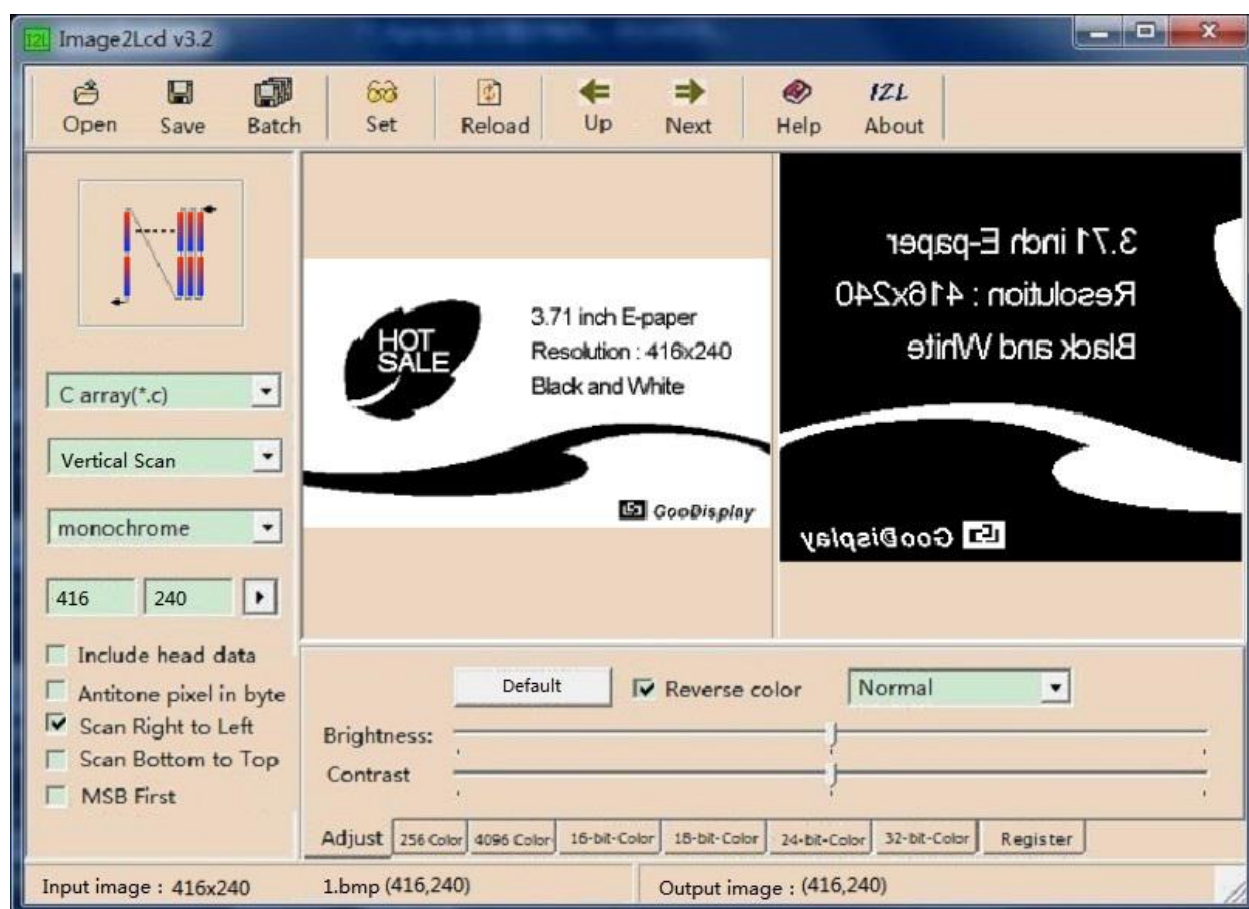 I2L Image2Lcd v3.2
Open Save Batch Set Reload Up Next Help I2L About
C array(*.c)
Vertical Scan
monochrome
416 240
Include head data
Antitone pixel in byte
Scan Right to Left
Scan Bottom to Top
MSB First
HOT
SALE
3.71 inch E-paper
Resolution : 416x240
Black and White
GooDisplay
3.71 inch E-paper
Resolution : 416x240
Black and White
GooDisplay
Default Reverse color Normal
Brightness:
Contrast
Adjust 256 Color 4096 Color 16-bit-Color 18-bit-Color 24-bit-Color 32-bit-Color Register
Input image : 416x240 1.bmp (416,240) Output image : (416,240)